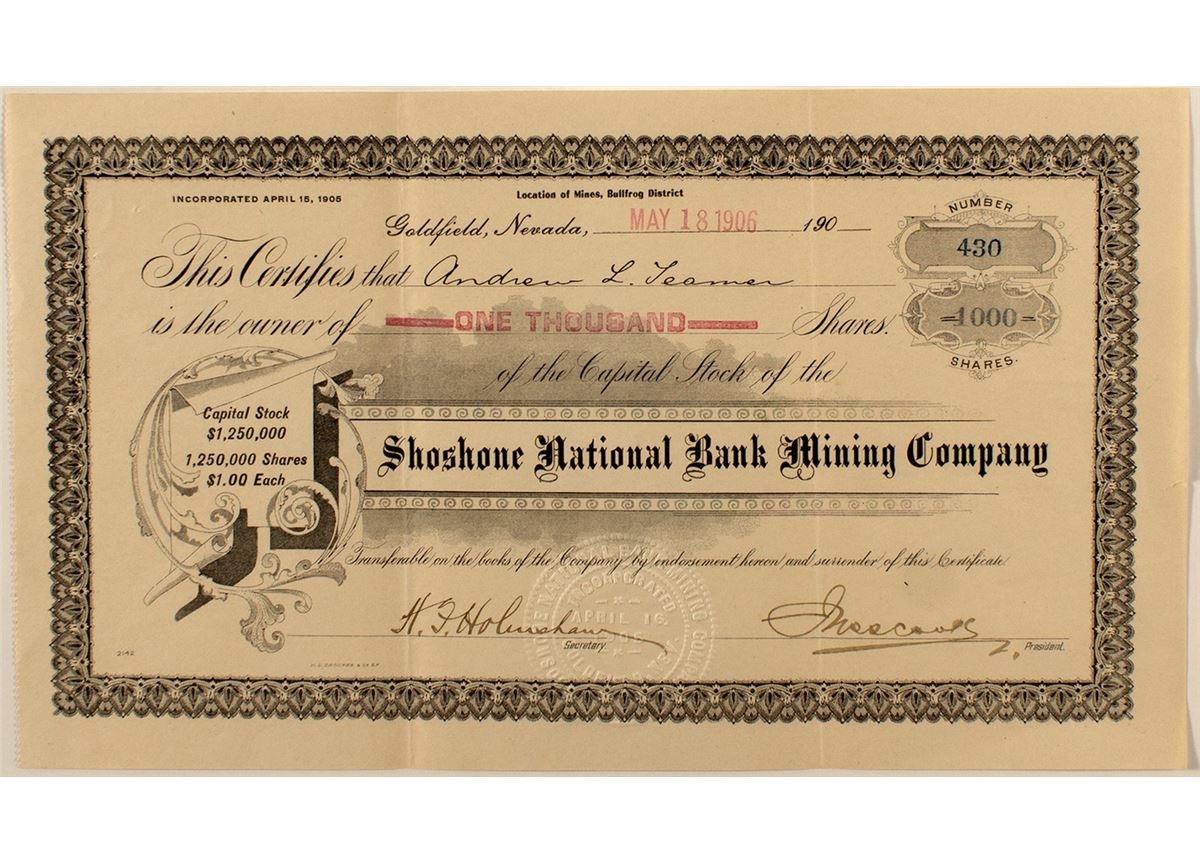 INCORPORATED APRIL 15, 1905
Location of Mines, Bullfrog District
Goldfield, Nevada, MAY 18 1906 190
NUMBER
430
This Certifies that Andrew L. Teamer
is the owner of ONE THOUSAND Shares.
-1000-
SHARES.
of the Capital Stock of the
Capital Stock
$1,250,000
1,250,000 Shares
$1.00 Each
Shoshone National Bank Mining Company
Transferable on the books of the Company by endorsement hereon and surrender of this Certificate
INCORPORATED
APRIL 15
1905
H. T. Holmshaw
Secretary.
President.
2142